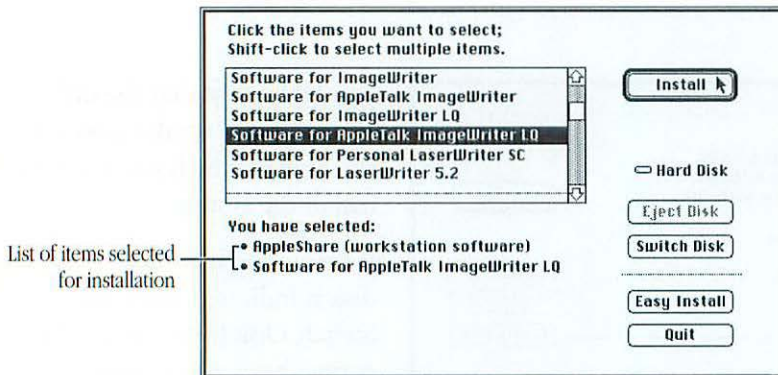 Click the items you want to select;
Shift-click to select multiple items.
Software for ImageWriter
Software for AppleTalk ImageWriter
Software for ImageWriter LQ
Software for AppleTalk ImageWriter LQ
Software for Personal LaserWriter SC
Software for LaserWriter 5.2
Install
Hard Disk
Eject Disk
Switch Disk
Easy Install
Quit
You have selected:
• AppleShare (workstation software)
• Software for AppleTalk ImageWriter LQ
List of items selected
for installation